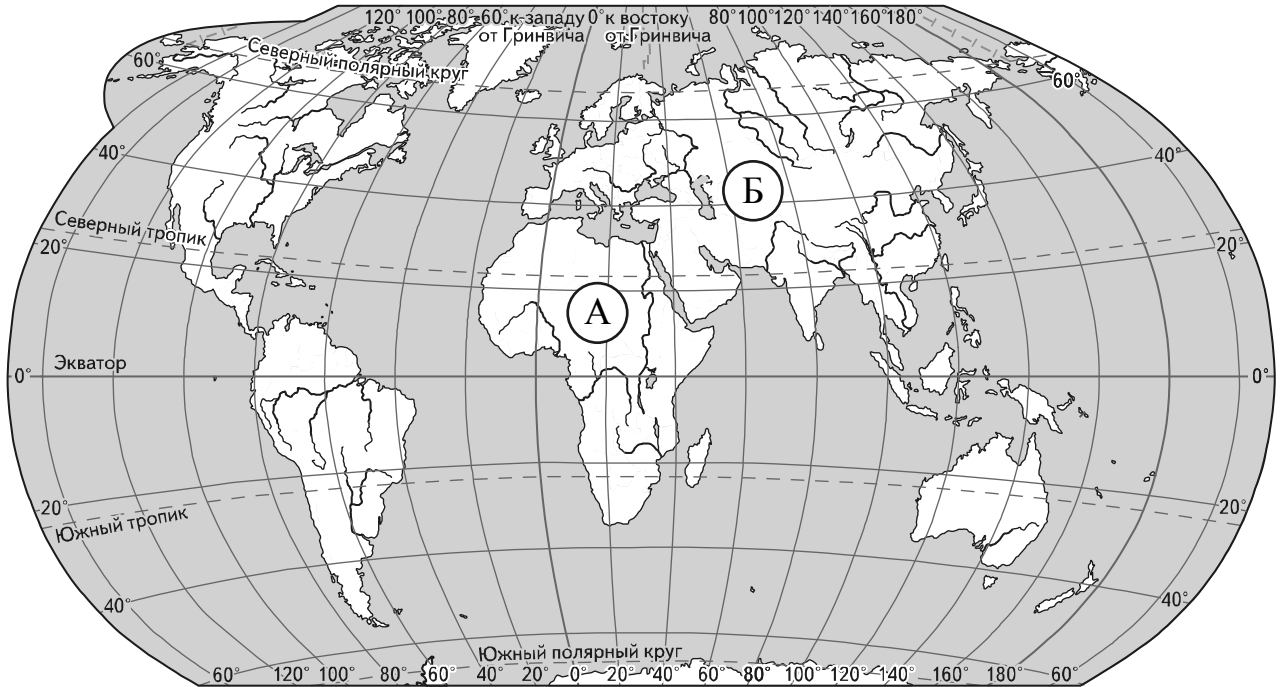 120° 100° 80° 60° к западу 0° к востоку 80° 100° 120° 140° 160° 180°
от Гринвича от Гринвича
Северный полярный круг
60° 60°
40° 40°
Б
Северный тропик
20° 20°
А
Экватор
0° 0°
20° 20°
Южный тропик
40° 40°
Южный полярный круг
60° 120° 100° 80° 60° 40° 20° 0° 20° 40° 60° 80° 100° 120° 140° 180° 60°